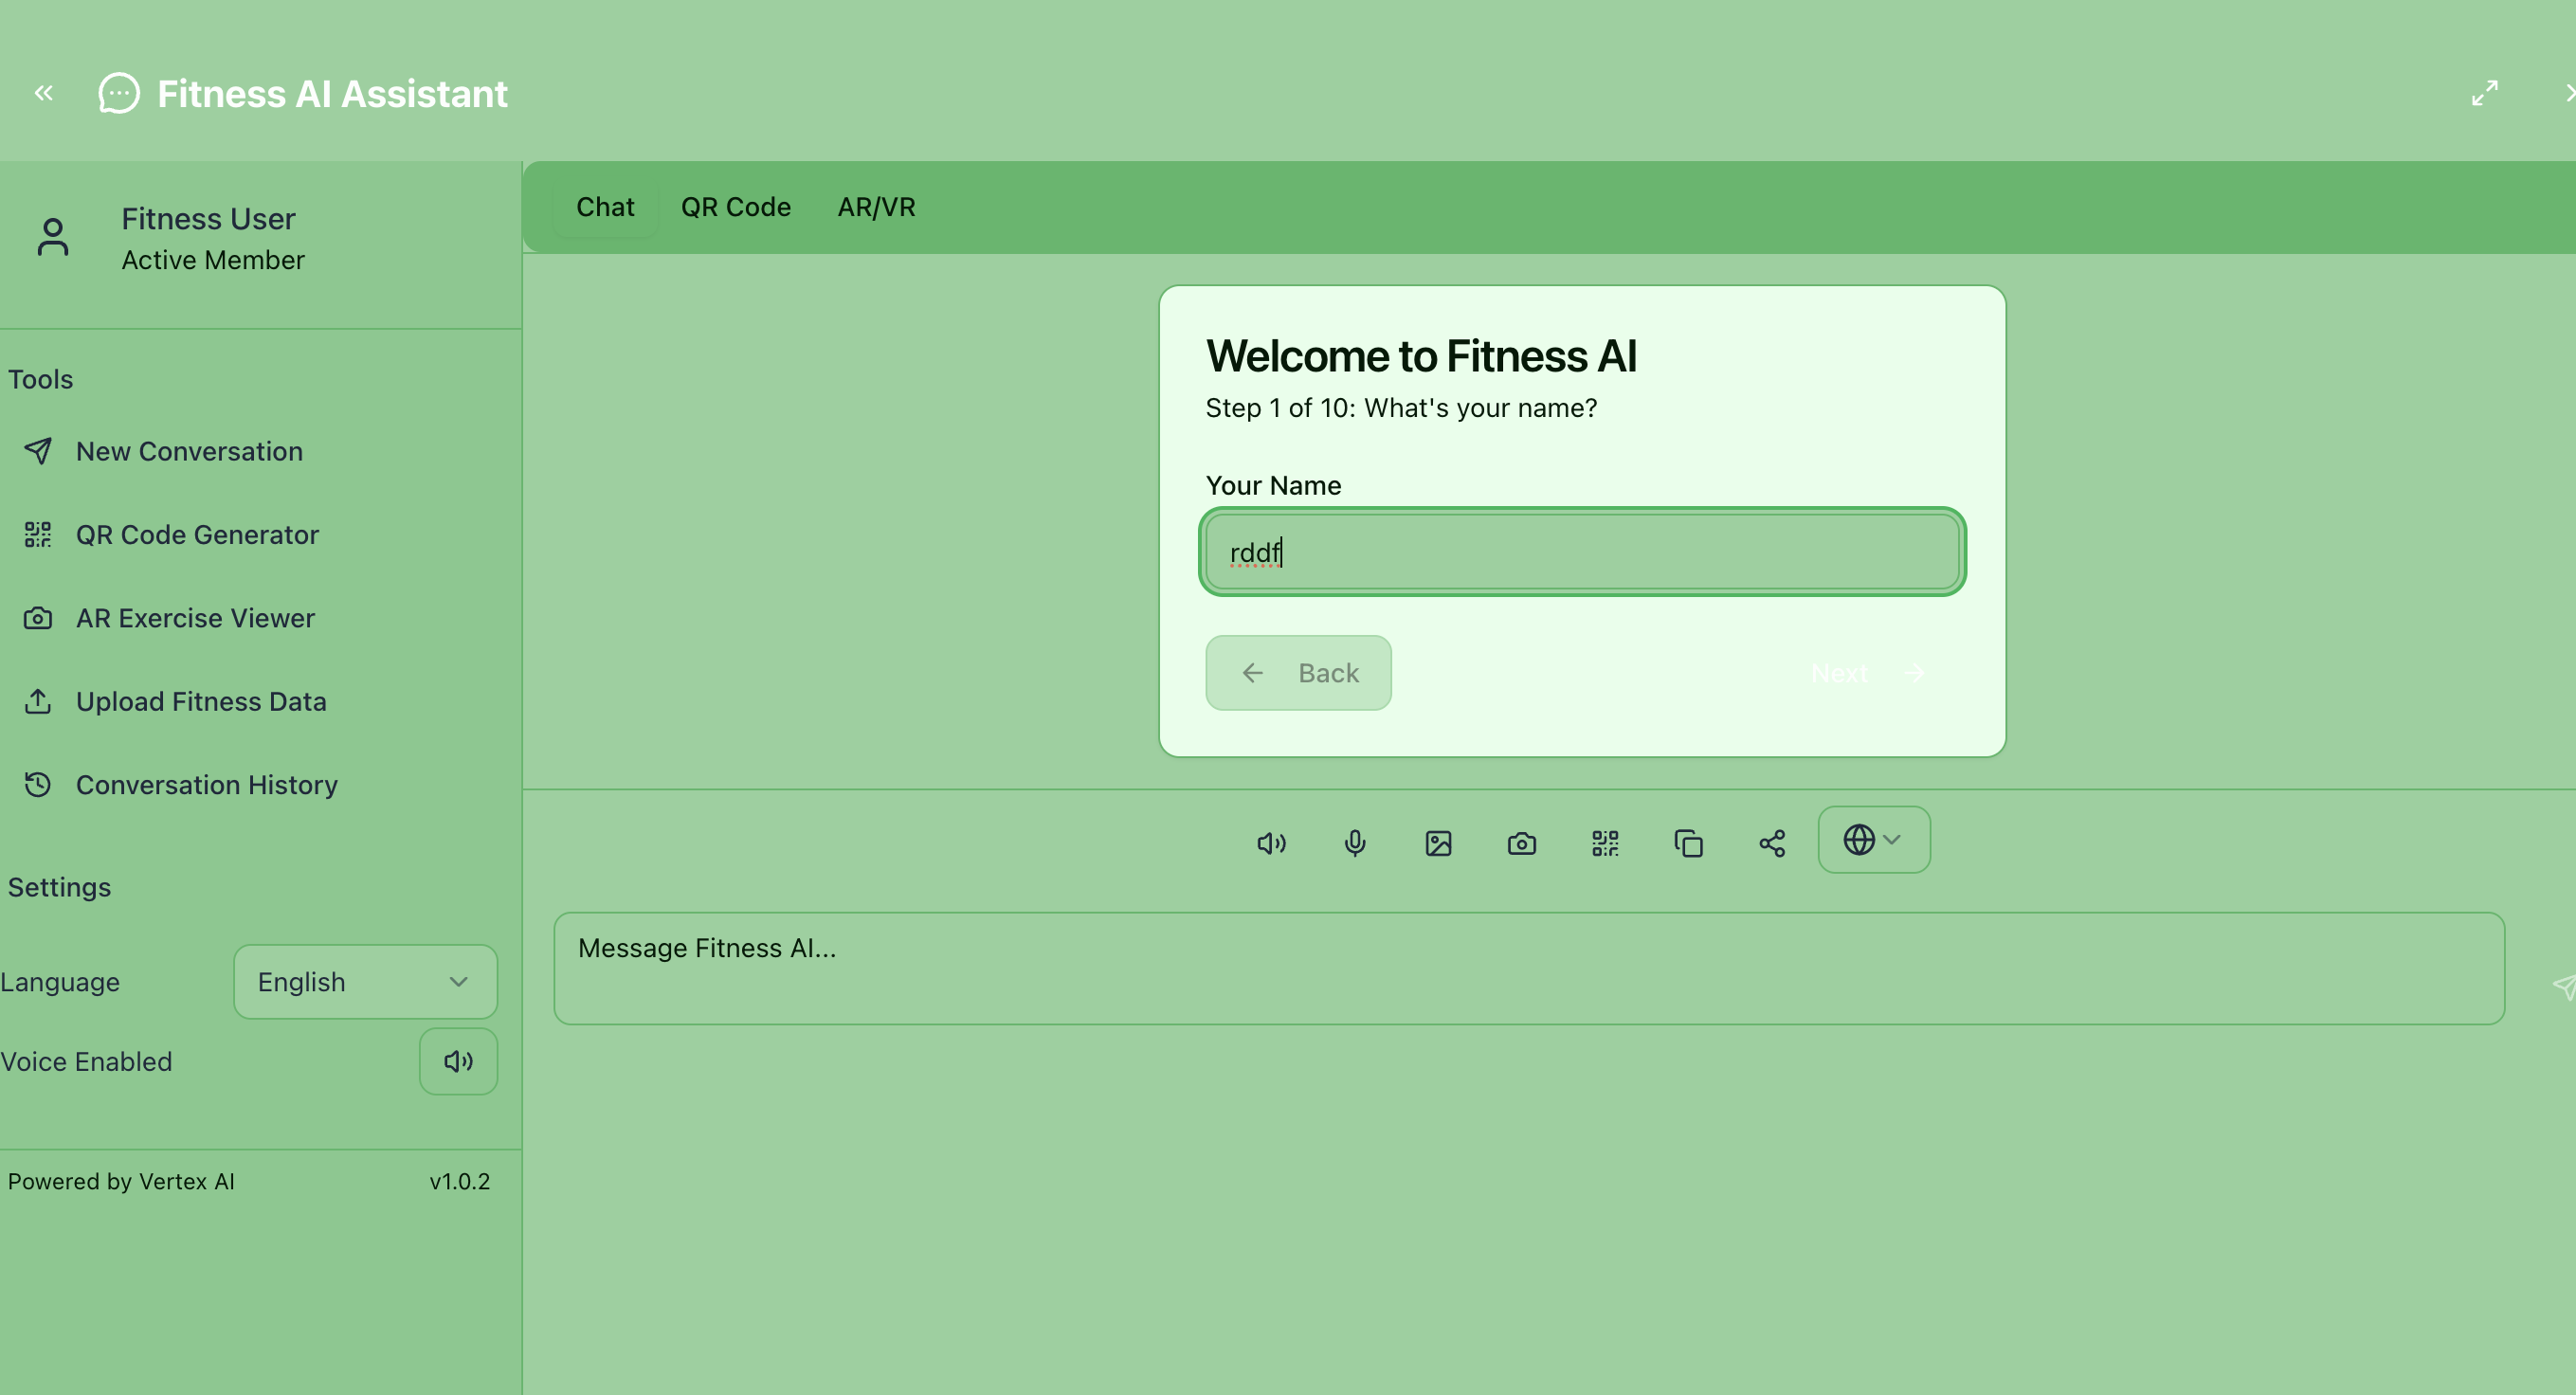 Fitness AI Assistant
Fitness User
Active Member
Tools
New Conversation
QR Code Generator
AR Exercise Viewer
Upload Fitness Data
Conversation History
Settings
Language
English
Voice Enabled
Powered by Vertex AI
v1.0.2
Chat
QR Code
AR/VR
Welcome to Fitness AI
Step 1 of 10: What's your name?
Your Name
rddf
Back
Next
Message Fitness AI...